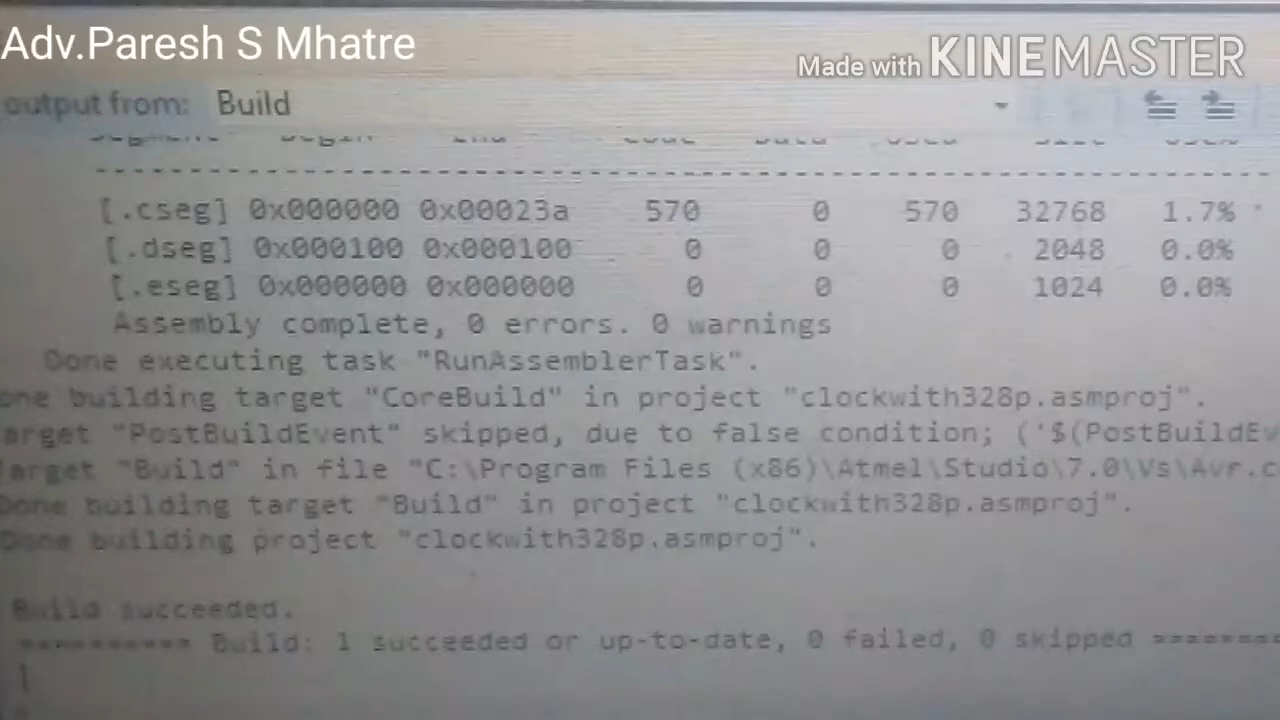 Adv.Paresh S Mhatre
Made with KINEMASTER
output from: Build
[.cseg] 0x000000 0x00023a 570 0 570 32768 1.7%
[.dseg] 0x000100 0x000100 0 0 0 2048 0.0%
[.eseg] 0x000000 0x000000 0 0 0 1024 0.0%
Assembly complete, 0 errors. 0 warnings
Done executing task "RunAssemblerTask".
one building target "CoreBuild" in project "clockwith328p.asmproj".
arget "PostBuildEvent" skipped, due to false condition; ('$(PostBuildEv
Target "Build" in file "C:\Program Files (x86)\Atmel\Studio\7.0\Vs\Avr.c
Done building target "Build" in project "clockwith328p.asmproj".
Done building project "clockwith328p.asmproj".
Build succeeded.
========== Build: 1 succeeded or up-to-date, 0 failed, 0 skipped ========